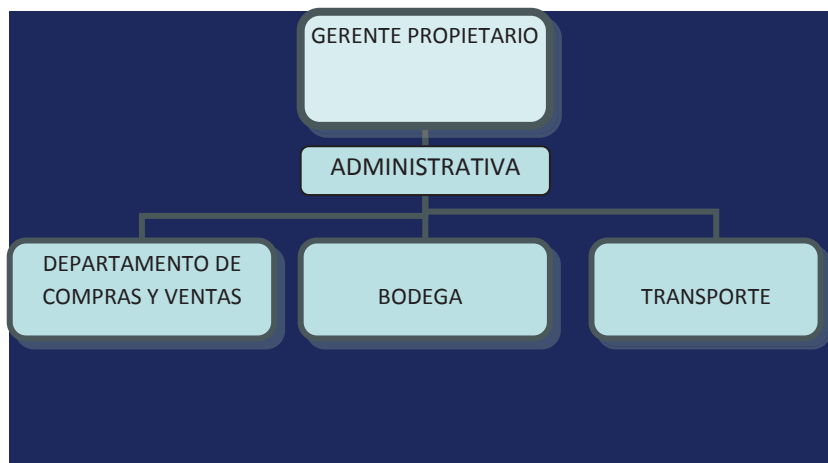 GERENTE PROPIETARIO
ADMINISTRATIVA
DEPARTAMENTO DE
COMPRAS Y VENTAS
BODEGA
TRANSPORTE